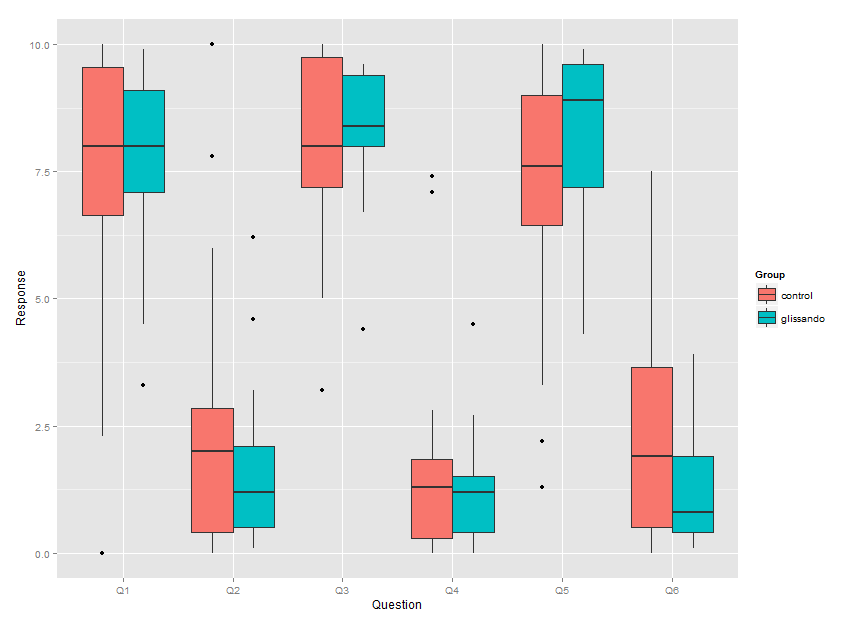 10.0
7.5
5.0
2.5
0.0
Response
Q1 Q2 Q3 Q4 Q5 Q6
Question
Group
control
glissando